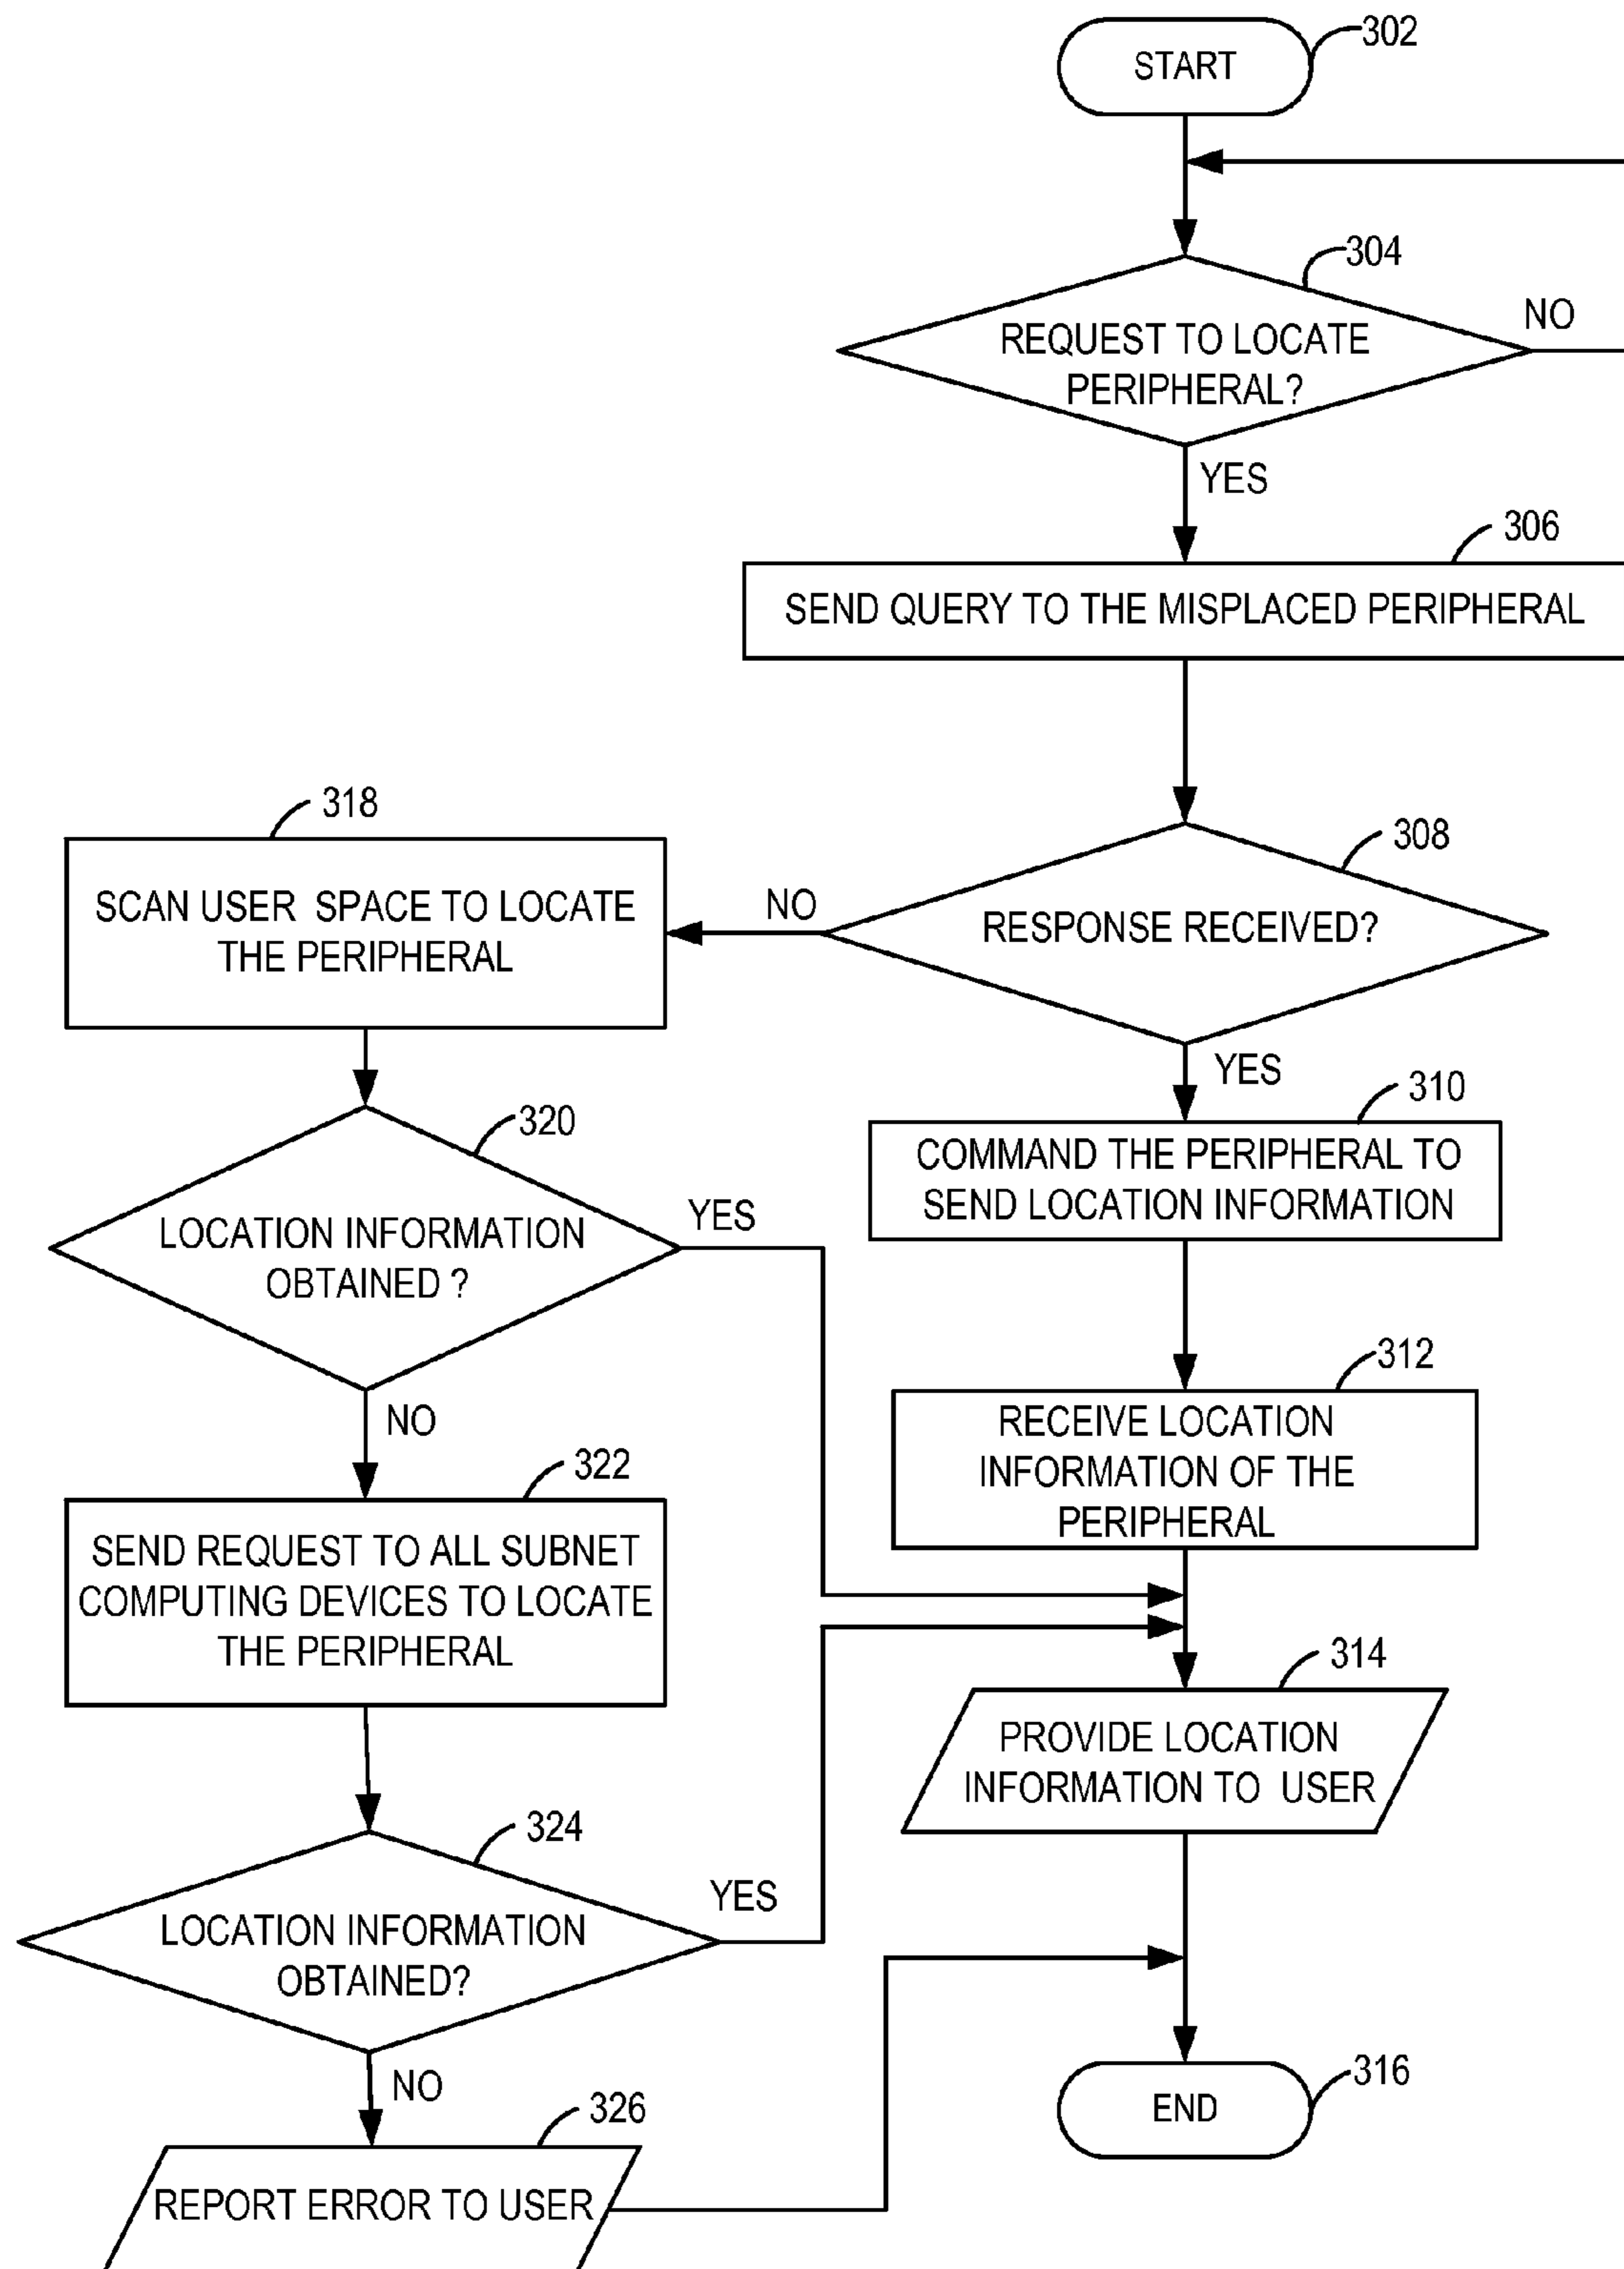 START
302
304
REQUEST TO LOCATE
PERIPHERAL?
NO
YES
306
SEND QUERY TO THE MISPLACED PERIPHERAL
308
RESPONSE RECEIVED?
NO
YES
318
SCAN USER SPACE TO LOCATE
THE PERIPHERAL
310
COMMAND THE PERIPHERAL TO
SEND LOCATION INFORMATION
320
LOCATION INFORMATION
OBTAINED ?
YES
NO
312
RECEIVE LOCATION
INFORMATION OF THE
PERIPHERAL
322
SEND REQUEST TO ALL SUBNET
COMPUTING DEVICES TO LOCATE
THE PERIPHERAL
314
PROVIDE LOCATION
INFORMATION TO USER
324
LOCATION INFORMATION
OBTAINED?
YES
NO
316
END
326
REPORT ERROR TO USER